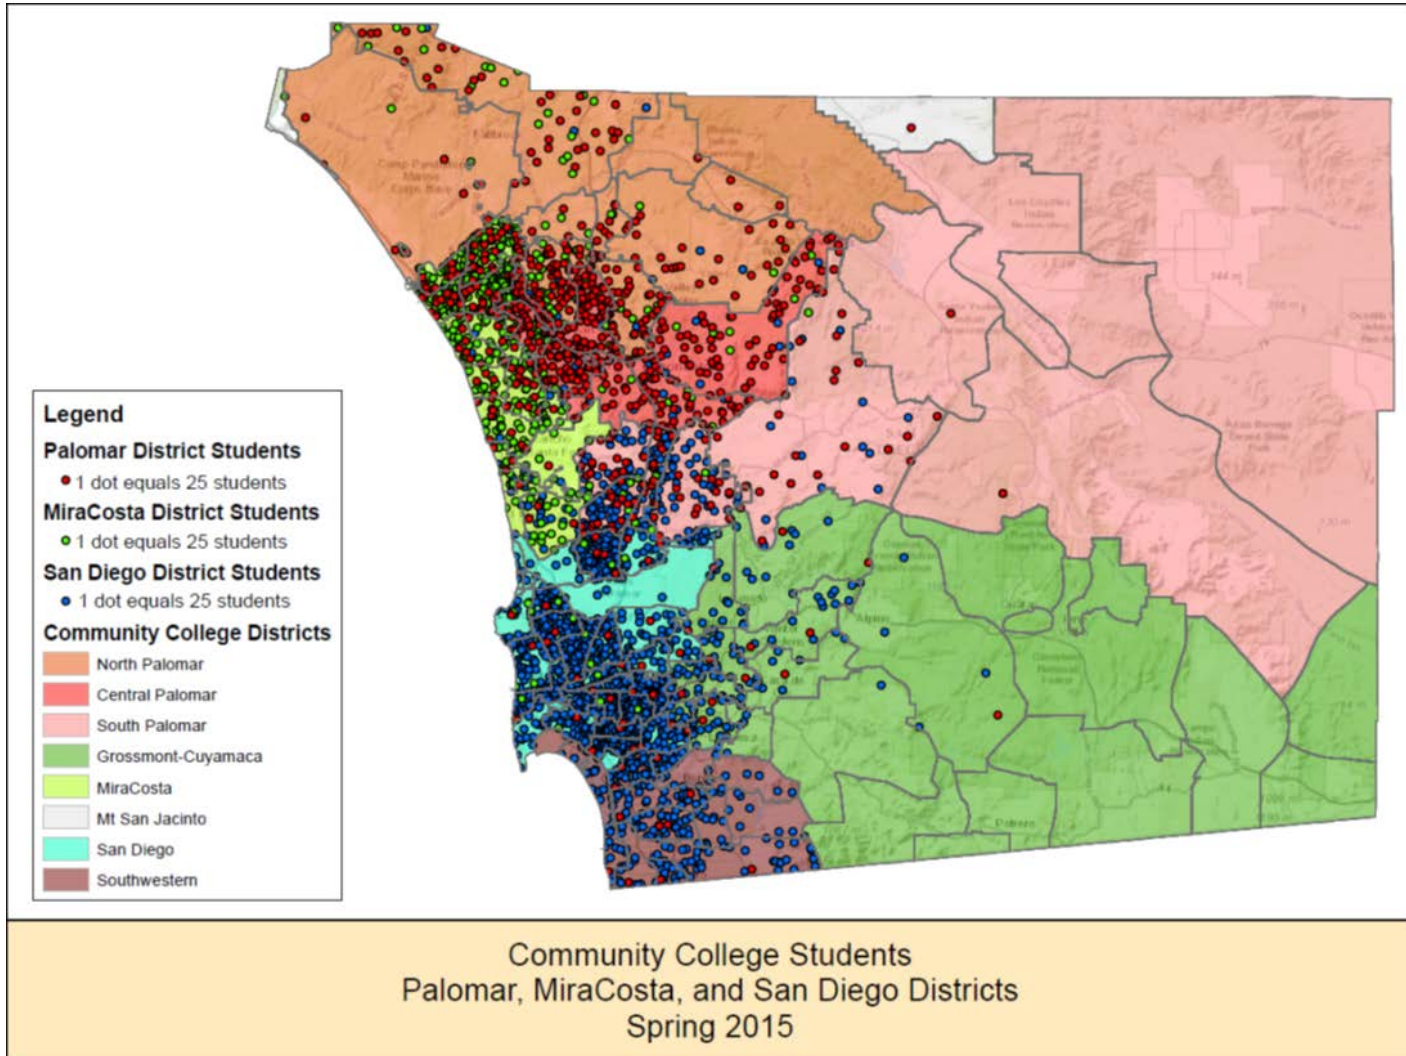 Legend
Palomar District Students
1 dot equals 25 students
MiraCosta District Students
1 dot equals 25 students
San Diego District Students
1 dot equals 25 students
Community College Districts
North Palomar
Central Palomar
South Palomar
Grossmont-Cuyamaca
MiraCosta
Mt San Jacinto
San Diego
Southwestern
Alpine
Community College Students
Palomar, MiraCosta, and San Diego Districts
Spring 2015